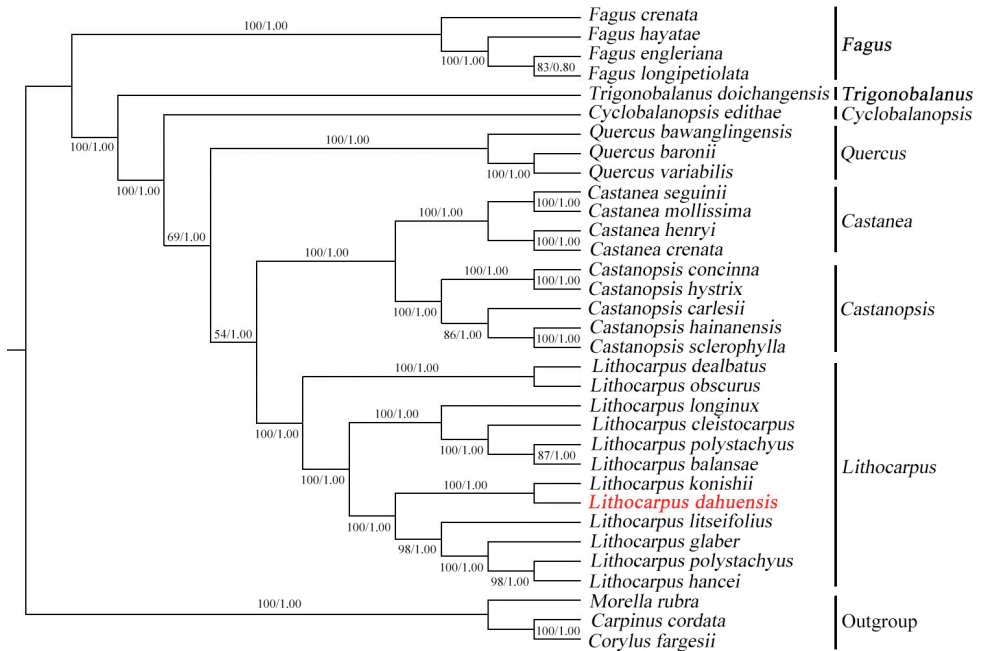 100/1.00
Fagus crenata
Fagus hayatae
100/1.00
Fagus engleriana
83/0.80
Fagus longipetiolata
Fagus
Trigonobalanus doichangensis
Trigonobalanus
100/1.00
Cyclobalanopsis edithae
Cyclobalanopsis
100/1.00
Quercus bawanglingensis
100/1.00
Quercus baronii
100/1.00
Quercus variabilis
Quercus
69/1.00
Castanea seguinii
100/1.00
Castanea mollissima
100/1.00
Castanea henryi
100/1.00
Castanea crenata
Castanea
100/1.00
Castanopsis concinna
100/1.00
100/1.00
Castanopsis hystrix
100/1.00
Castanopsis carlesii
86/1.00
Castanopsis hainanensis
100/1.00
Castanopsis sclerophylla
Castanopsis
54/1.00
Lithocarpus dealbatus
100/1.00
Lithocarpus obscurus
100/1.00
Lithocarpus longinux
100/1.00
Lithocarpus cleistocarpus
100/1.00
Lithocarpus polystachyus
87/1.00
Lithocarpus balansae
100/1.00
Lithocarpus konishii
100/1.00
Lithocarpus dahuensis
100/1.00
Lithocarpus litseifolius
98/1.00
Lithocarpus glaber
100/1.00
Lithocarpus polystachyus
98/1.00
Lithocarpus hancei
Lithocarpus
100/1.00
Morella rubra
Carpinus cordata
100/1.00
Corylus fargesii
Outgroup